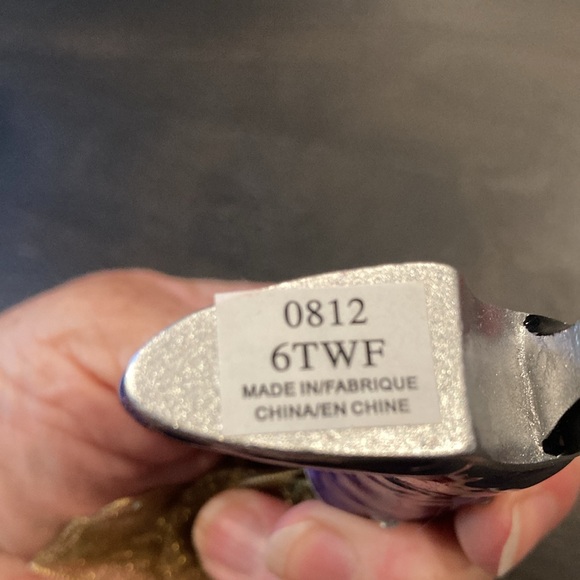 0812
6TWF
MADE IN/FABRIQUE
CHINA/EN CHINE